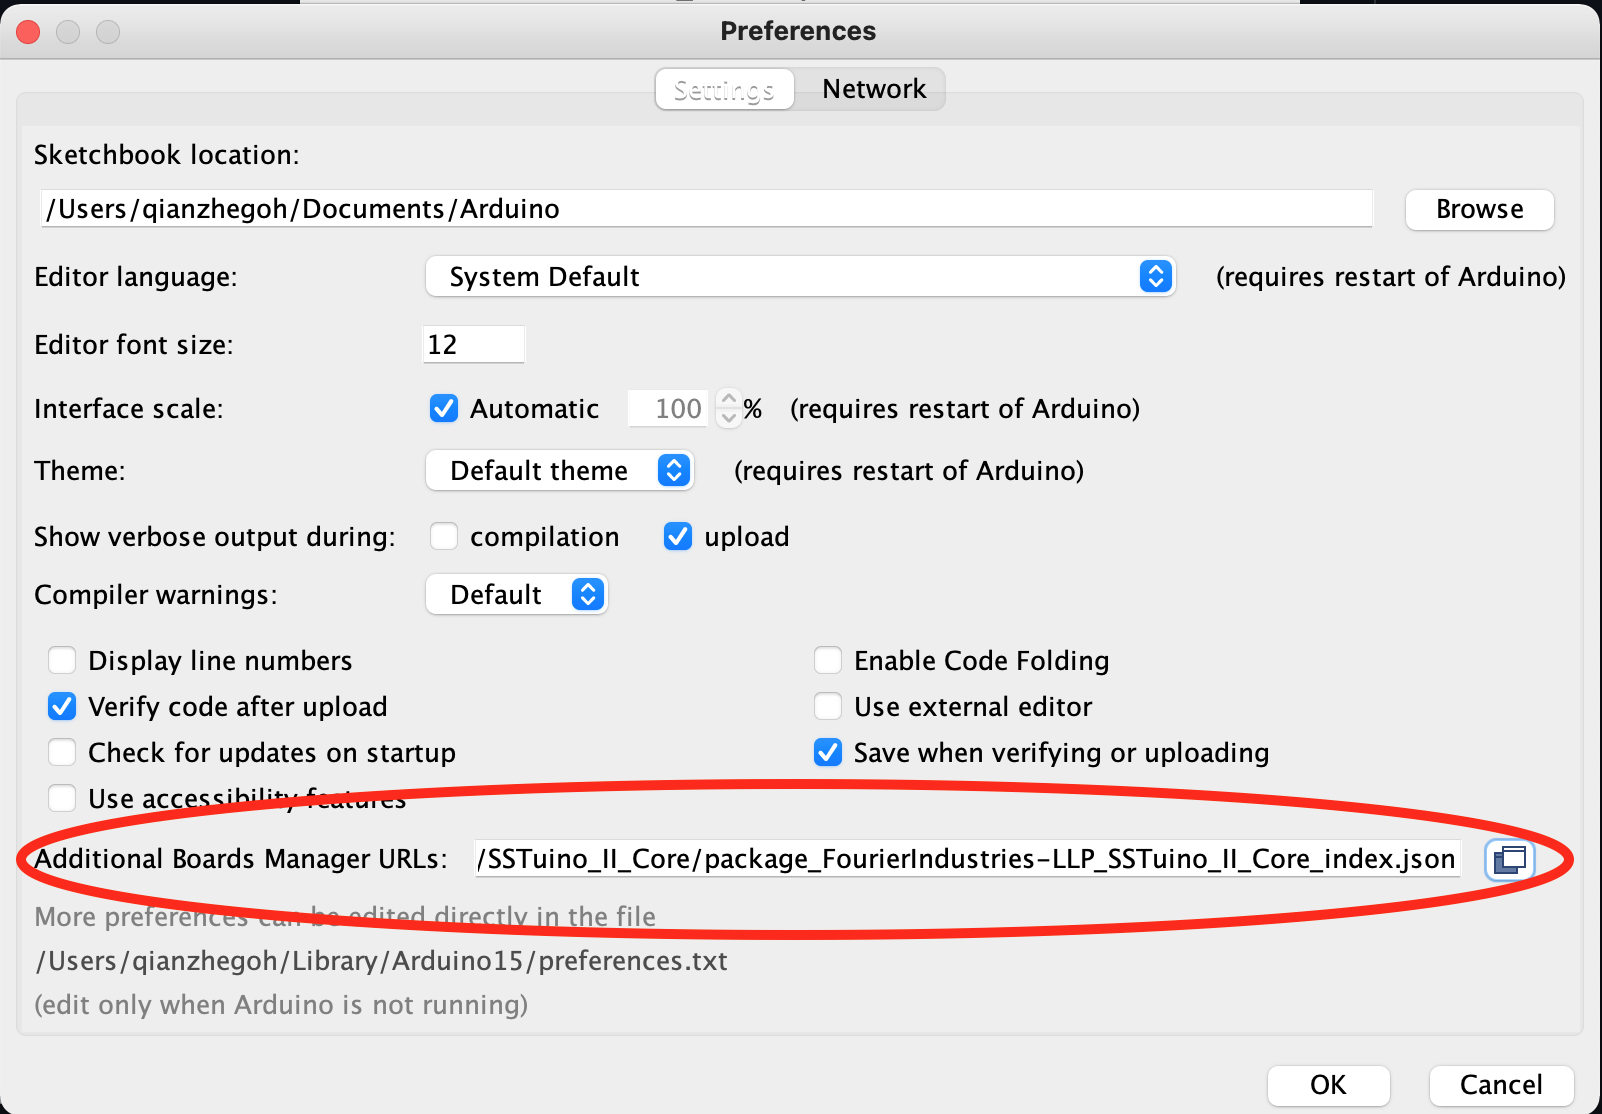 Preferences
Settings Network
Sketchbook location:
/Users/qianzhegoh/Documents/Arduino Browse
Editor language: System Default (requires restart of Arduino)
Editor font size: 12
Interface scale: Automatic 100 % (requires restart of Arduino)
Theme: Default theme (requires restart of Arduino)
Show verbose output during: compilation upload
Compiler warnings: Default
Display line numbers Enable Code Folding
Verify code after upload Use external editor
Check for updates on startup Save when verifying or uploading
Use accessibility features
Additional Boards Manager URLs: /SSTuino_II_Core/package_FourierIndustries-LLP_SSTuino_II_Core_index.json
More preferences can be edited directly in the file
/Users/qianzhegoh/Library/Arduino15/preferences.txt
(edit only when Arduino is not running)
OK Cancel